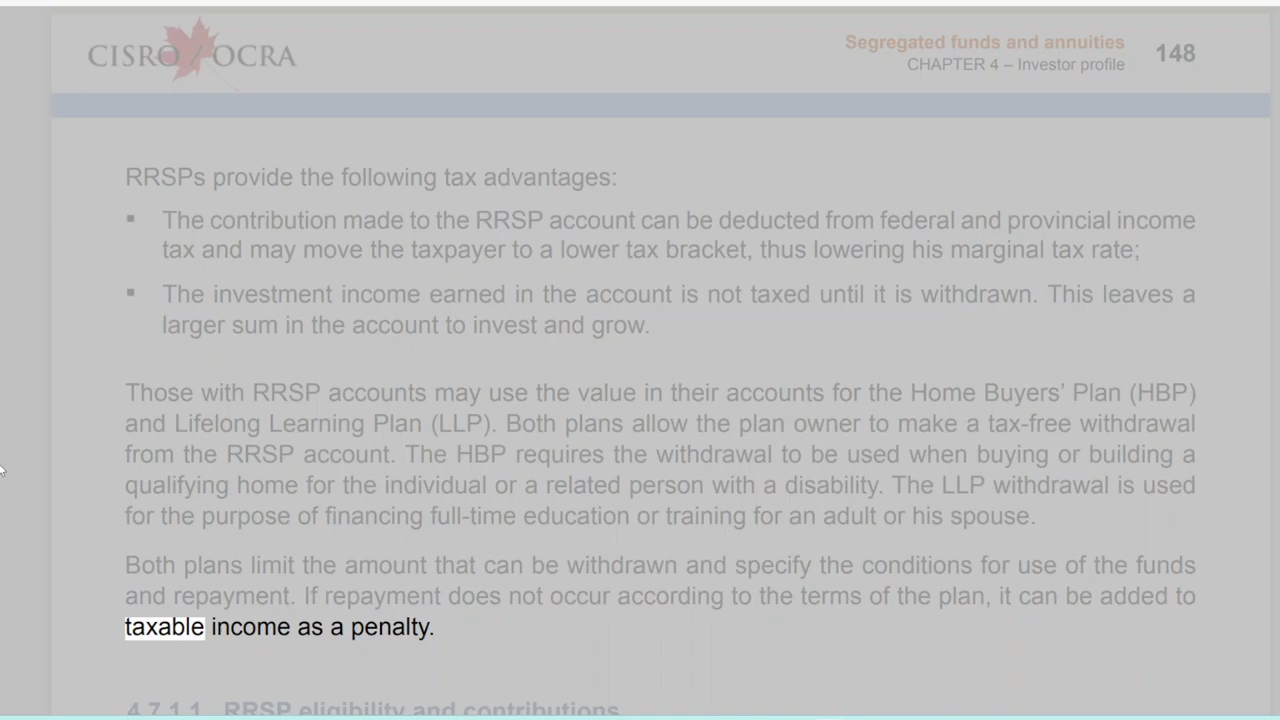 CISRO / OCRA
Segregated funds and annuities
CHAPTER 4 – Investor profile
148
RRSPs provide the following tax advantages:
▪ The contribution made to the RRSP account can be deducted from federal and provincial income
tax and may move the taxpayer to a lower tax bracket, thus lowering his marginal tax rate;
▪ The investment income earned in the account is not taxed until it is withdrawn. This leaves a
larger sum in the account to invest and grow.
Those with RRSP accounts may use the value in their accounts for the Home Buyers’ Plan (HBP)
and Lifelong Learning Plan (LLP). Both plans allow the plan owner to make a tax-free withdrawal
from the RRSP account. The HBP requires the withdrawal to be used when buying or building a
qualifying home for the individual or a related person with a disability. The LLP withdrawal is used
for the purpose of financing full-time education or training for an adult or his spouse.
Both plans limit the amount that can be withdrawn and specify the conditions for use of the funds
and repayment. If repayment does not occur according to the terms of the plan, it can be added to
taxable income as a penalty.
4.7.1.1 RRSP eligibility and contributions